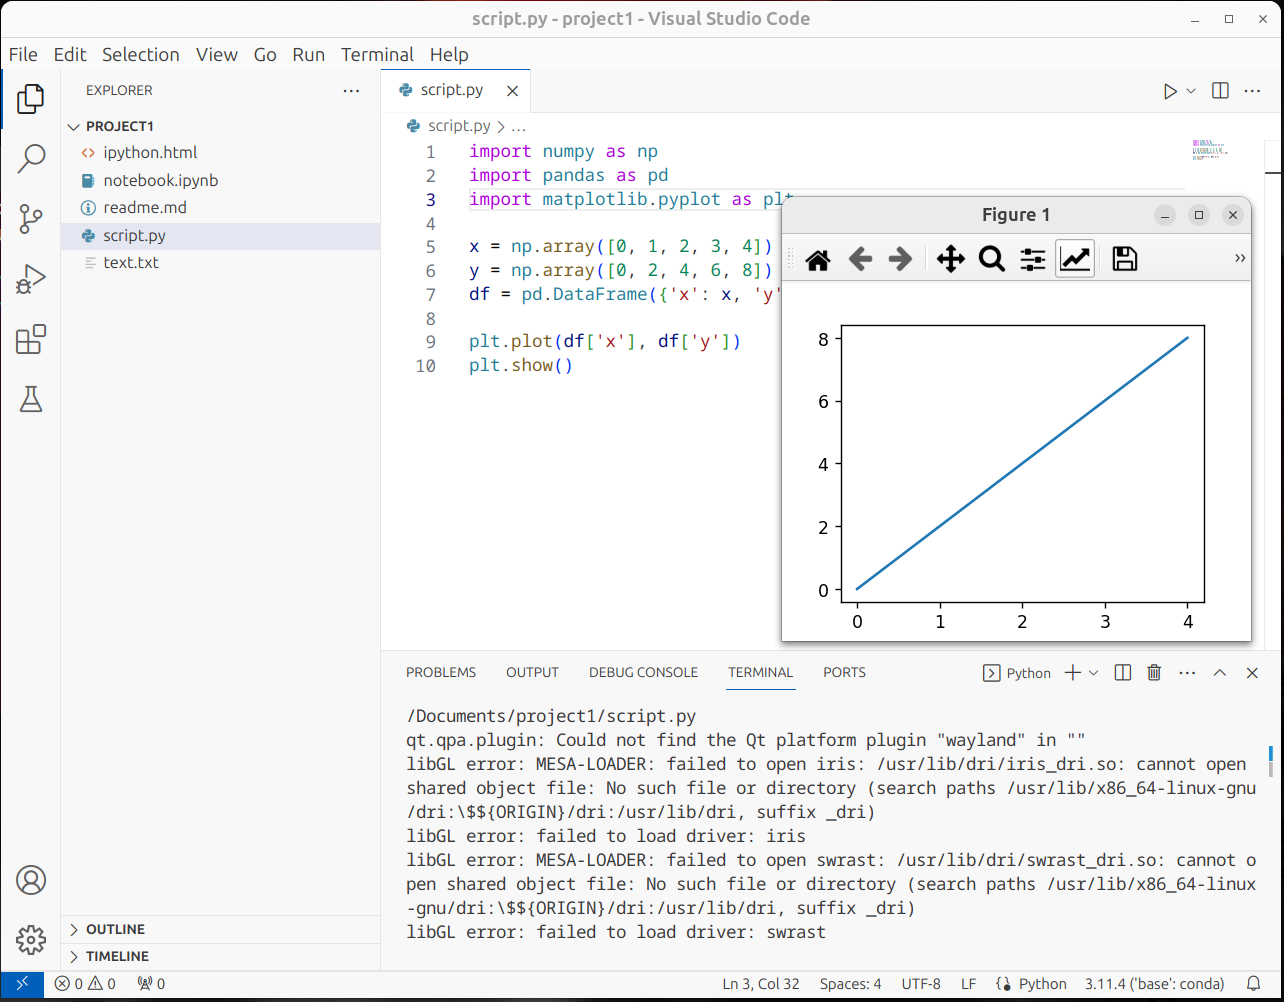 script.py - project1 - Visual Studio Code
File Edit Selection View Go Run Terminal Help
EXPLORER
PROJECT1
ipython.html
notebook.ipynb
readme.md
script.py
text.txt
OUTLINE
TIMELINE
script.py
script.py > ...
1 import numpy as np
2 import pandas as pd
3 import matplotlib.pyplot as plt
4
5 x = np.array([0, 1, 2, 3, 4])
6 y = np.array([0, 2, 4, 6, 8])
7 df = pd.DataFrame({'x': x, 'y'
8
9 plt.plot(df['x'], df['y'])
10 plt.show()
Figure 1
8
6
4
2
0
0 1 2 3 4
PROBLEMS OUTPUT DEBUG CONSOLE TERMINAL PORTS
Python
/Documents/project1/script.py
qt.qpa.plugin: Could not find the Qt platform plugin "wayland" in ""
libGL error: MESA-LOADER: failed to open iris: /usr/lib/dri/iris_dri.so: cannot open
shared object file: No such file or directory (search paths /usr/lib/x86_64-linux-gnu
/dri:\$${ORIGIN}/dri:/usr/lib/dri, suffix _dri)
libGL error: failed to load driver: iris
libGL error: MESA-LOADER: failed to open swrast: /usr/lib/dri/swrast_dri.so: cannot o
pen shared object file: No such file or directory (search paths /usr/lib/x86_64-linux
-gnu/dri:\$${ORIGIN}/dri:/usr/lib/dri, suffix _dri)
libGL error: failed to load driver: swrast
0 0 0 Ln 3, Col 32 Spaces: 4 UTF-8 LF Python 3.11.4 ('base': conda)